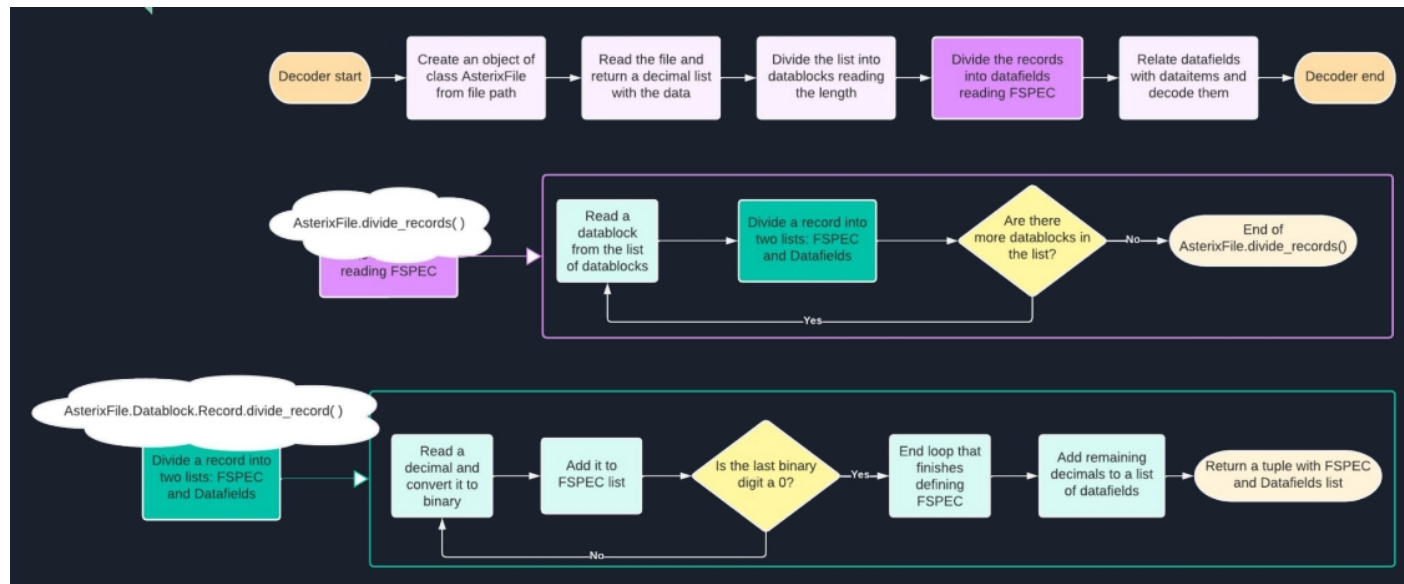 Decoder start
Create an object of
class AsterixFile
from file path
Read the file and
return a decimal list
with the data
Divide the list into
datablocks reading
the length
Divide the records
into datafields
reading FSPEC
Relate datafields
with dataitems and
decode them
Decoder end
AsterixFile.divide_records( )
reading FSPEC
Read a
datablock
from the list
of datablocks
Divide a record into
two lists: FSPEC
and Datafields
Are there
more datablocks in
the list?
No
End of
AsterixFile.divide_records()
Yes
AsterixFile.Datablock.Record.divide_record( )
Divide a record into
two lists: FSPEC
and Datafields
Read a
decimal and
convert it to
binary
Add it to
FSPEC list
Is the last binary
digit a 0?
Yes
End loop that
finishes
defining
FSPEC
Add remaining
decimals to a list
of datafields
Return a tuple with FSPEC
and Datafields list
No